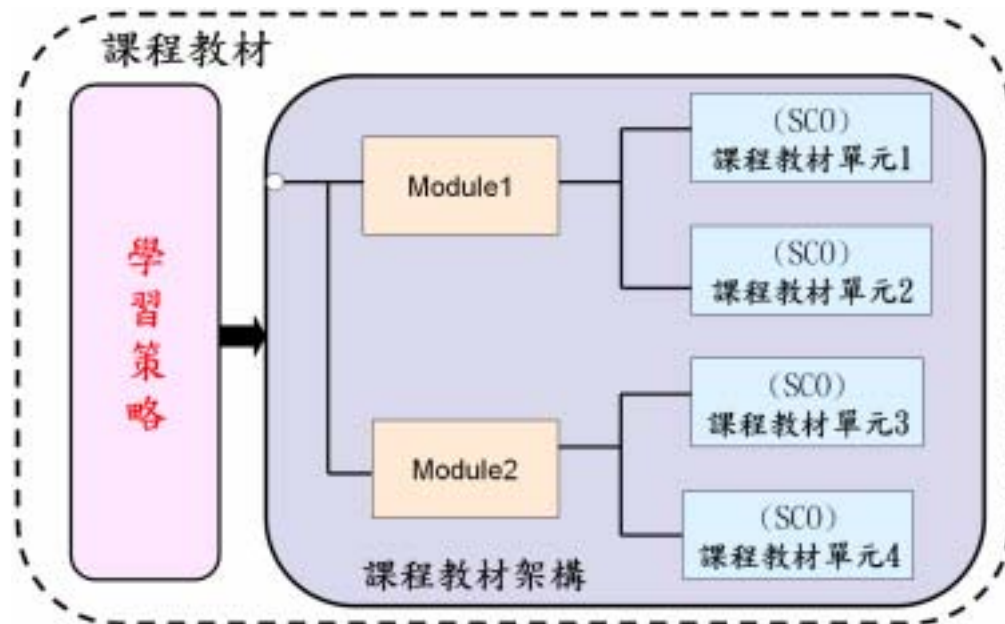 課程教材
學習策略
Module1
(SCO)
課程教材單元1
(SCO)
課程教材單元2
Module2
(SCO)
課程教材單元3
(SCO)
課程教材單元4
課程教材架構